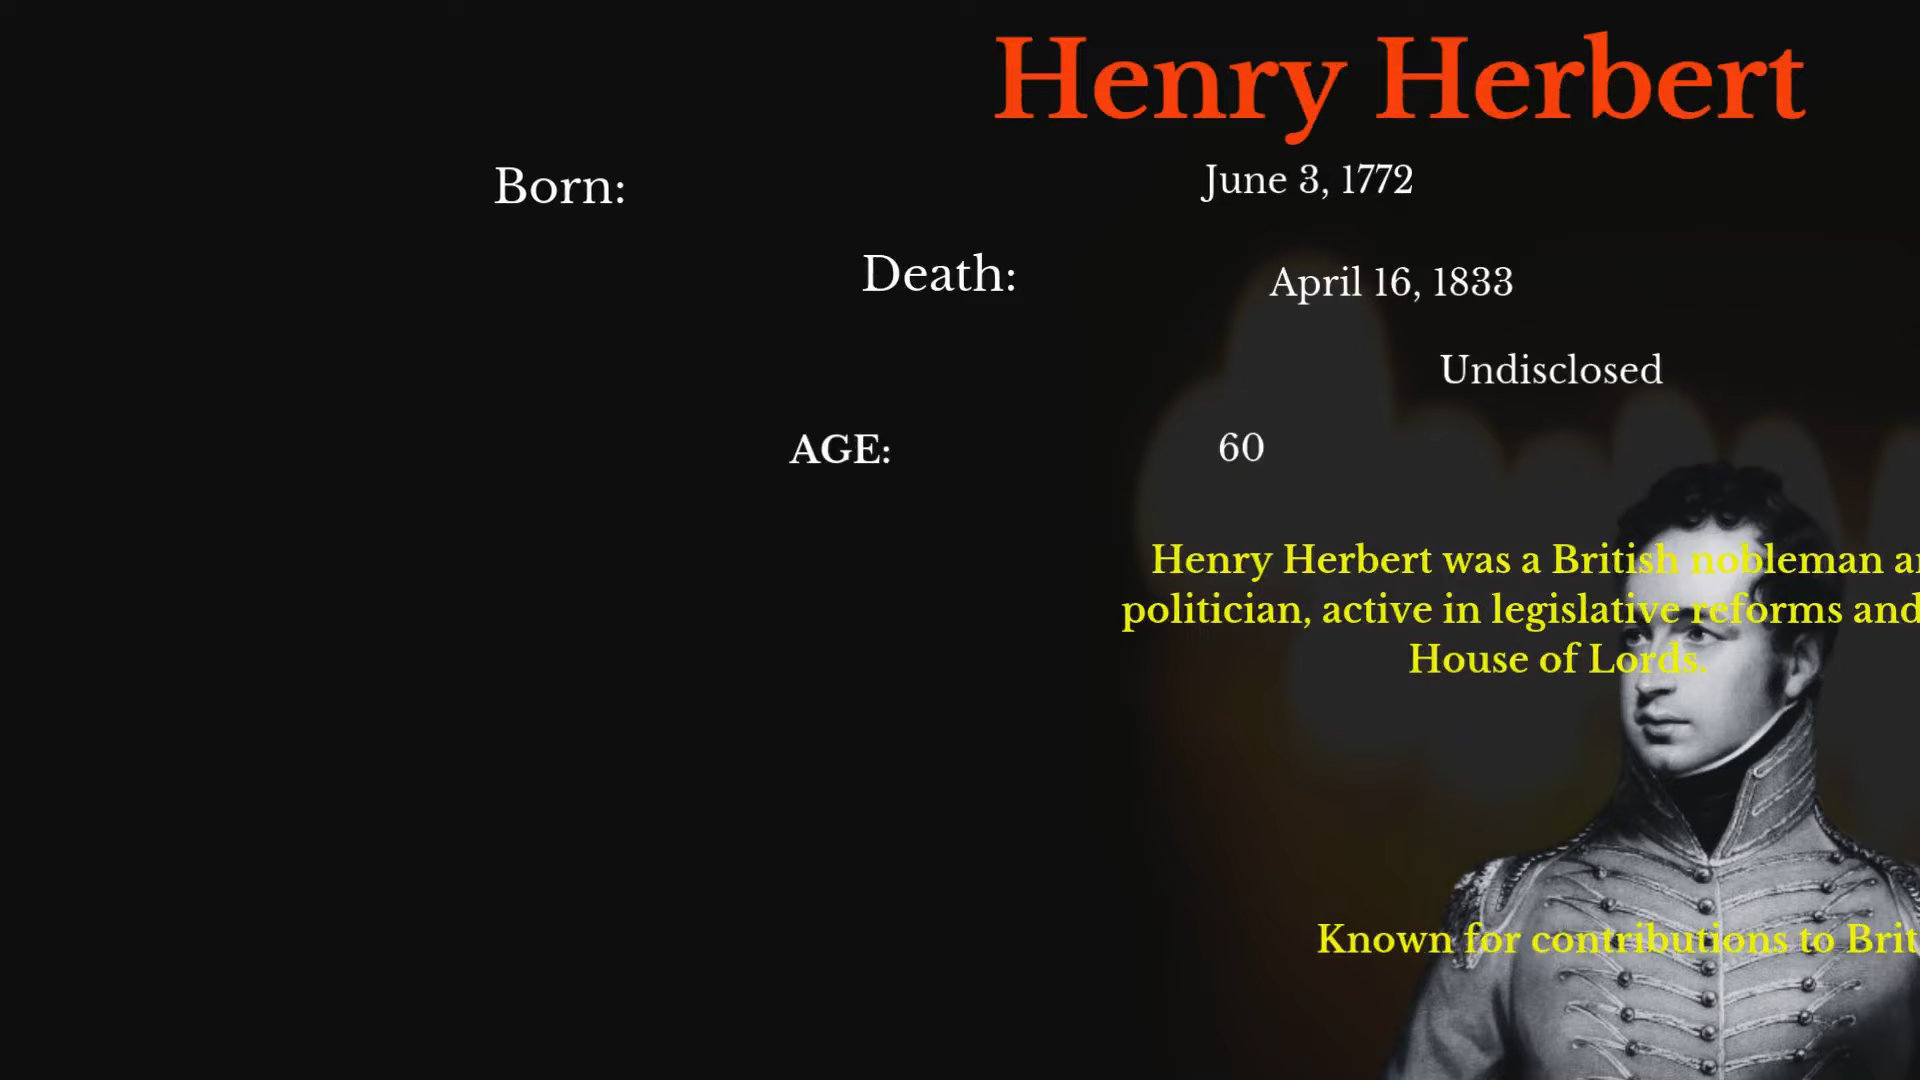 Henry Herbert
Born: June 3, 1772
Death: April 16, 1833
Undisclosed
AGE: 60
Henry Herbert was a British nobleman
politician, active in legislative reforms and
House of Lords.
Known for contributions to